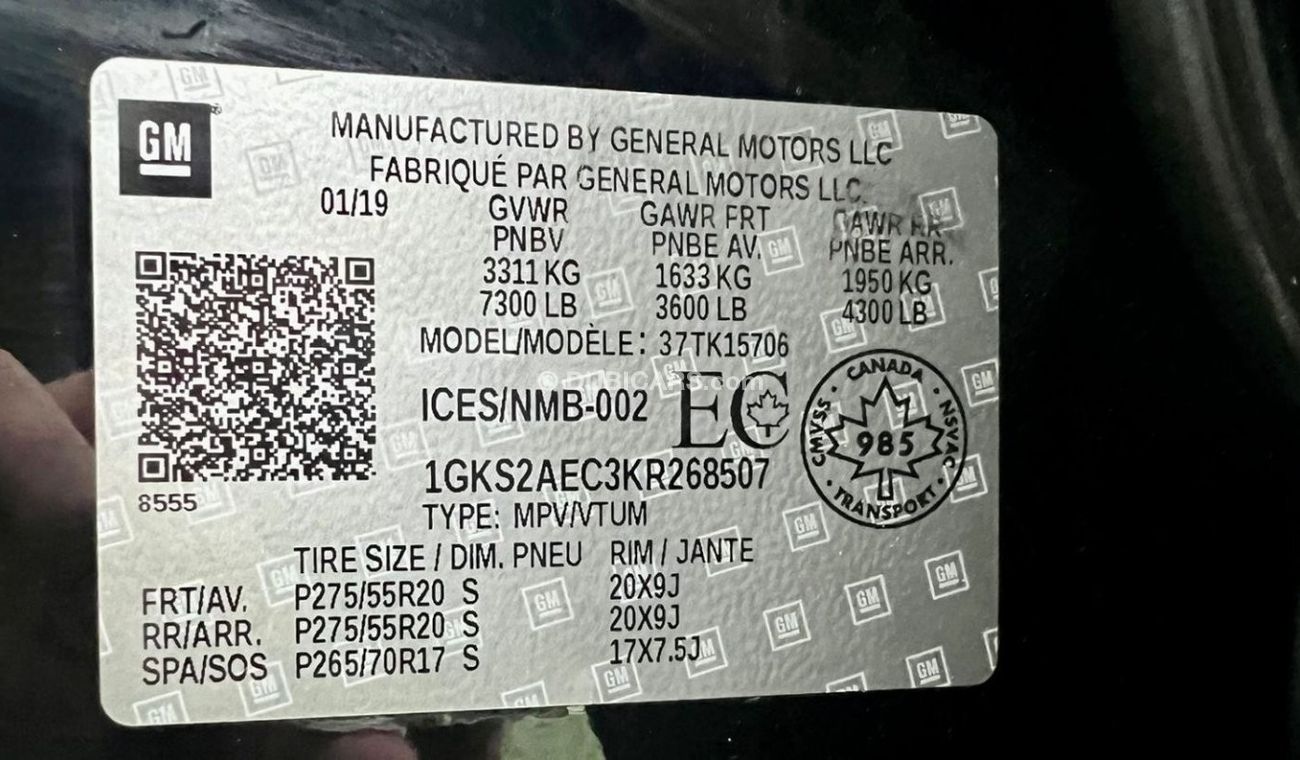 GM
MANUFACTURED BY GENERAL MOTORS LLC
FABRIQUÉ PAR GENERAL MOTORS LLC.
01/19 GVWR GAWR FRT GAWR RR
PNBV PNBE AV. PNBE ARR.
3311 KG 1633 KG 1950 KG
7300 LB 3600 LB 4300 LB
MODEL/MODÈLE: 37TK15706
DUBICARS.com
ICES/NMB-002 EC
CANADA
CMVSS NSVAC
985
TRANSPORT
1GKS2AEC3KR268507
8555
TYPE: MPV/VTUM
TIRE SIZE / DIM. PNEU RIM / JANTE
FRT/AV. P275/55R20 S 20X9J
RR/ARR. P275/55R20 S 20X9J
SPA/SOS P265/70R17 S 17X7.5J